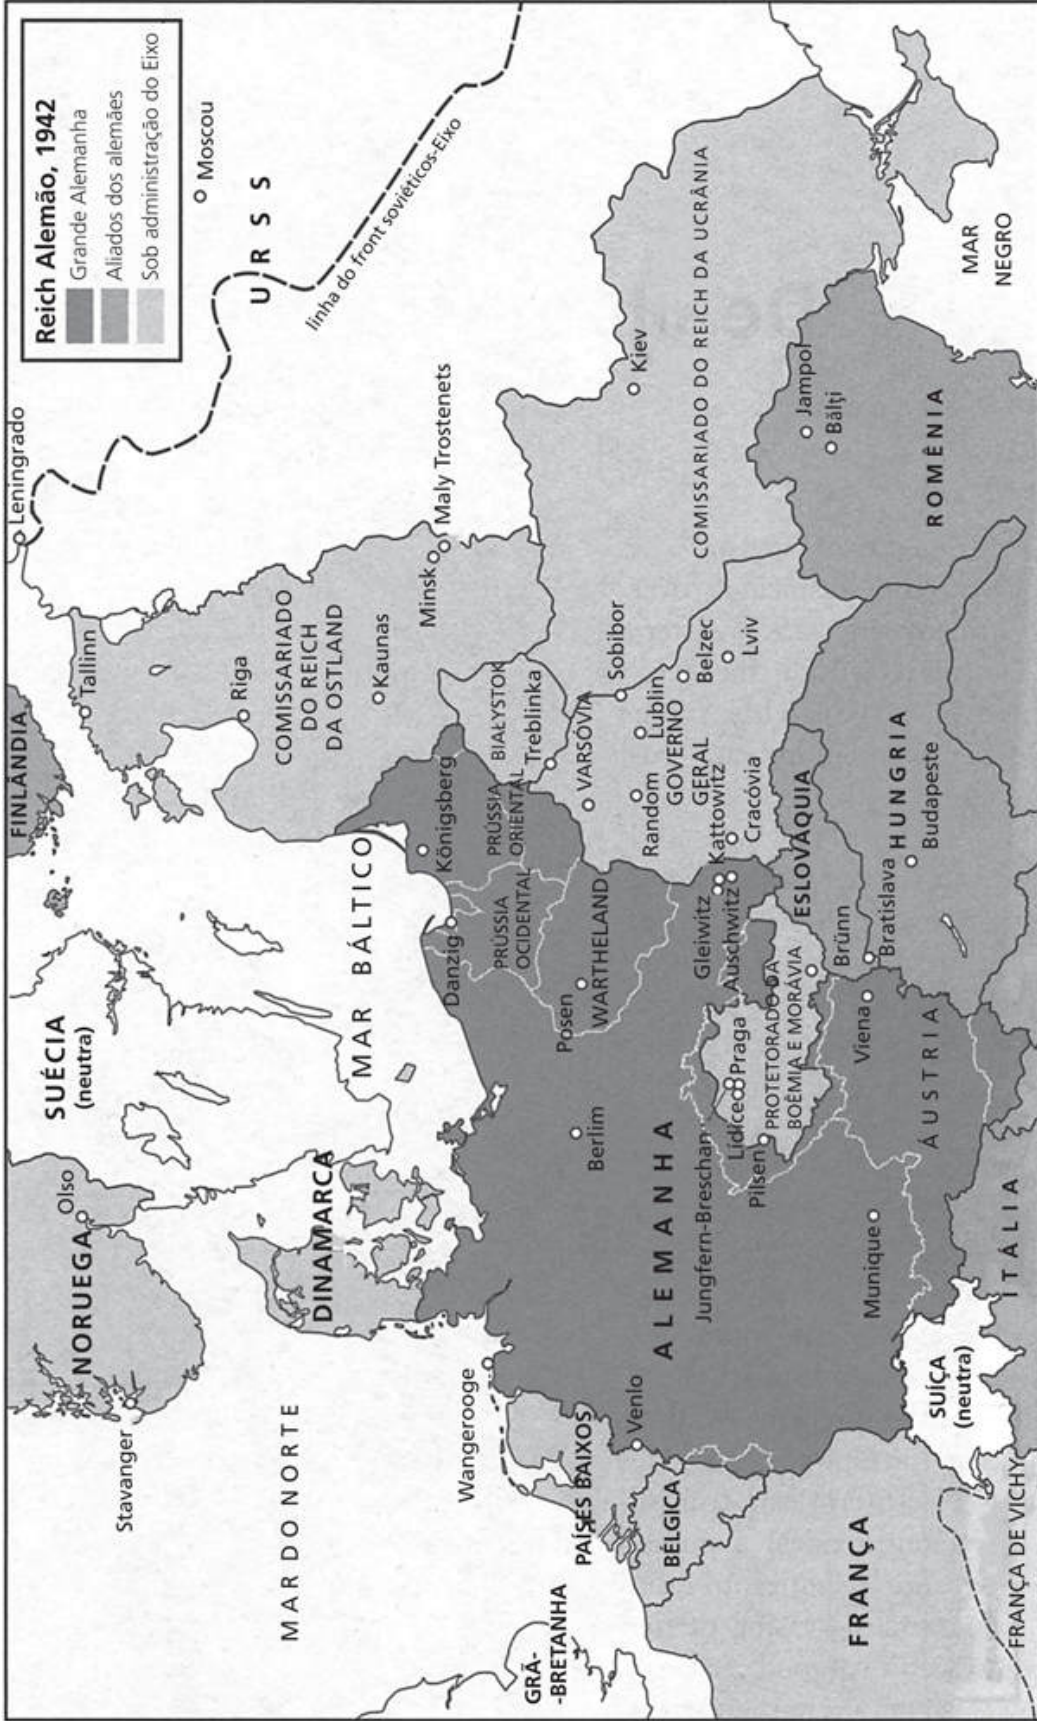 Reich Alemão, 1942
Grande Alemanha
Aliados dos alemães
Sob administração do Eixo
NORUEGA
Olso
Stavanger
SUÉCIA
(neutra)
FINLÂNDIA
Tallinn
Leningrado
Moscou
URSS
linha do front soviéticos-Eixo
MAR DO NORTE
DINAMARCA
MAR BÁLTICO
Riga
COMISSARIADO
DO REICH
DA OSTLAND
Kaunas
Minsk
Maly Trostenets
Wangerooge
Danzig
Königsberg
PRÚSSIA
OCIDENTAL
PRÚSSIA
ORIENTAL
BIAŁYSTOK
Treblinka
GRÃ-
-BRETANHA
PAÍSES BAIXOS
Venlo
BÉLGICA
Berlim
ALEMANHA
Posen
WARTHELAND
VARSÓVIA
Sobibor
Random
Lublin
GOVERNO
GERAL
Belzec
Lviv
Kiev
COMISSARIADO DO REICH DA UCRÂNIA
Jungfern-Breschan
Lídice
Praga
Pilsen
PROTETORADO DA
BOÊMIA E MORÁVIA
Gleiwitz
Auschwitz
Kattowitz
Cracóvia
ESLOVÁQUIA
Brünn
Bratislava
Viena
Munique
ÁUSTRIA
HUNGRIA
Budapeste
Jampol
Bălți
ROMÊNIA
MAR
NEGRO
FRANÇA
SUÍÇA
(neutra)
ITÁLIA
FRANÇA DE VICHY